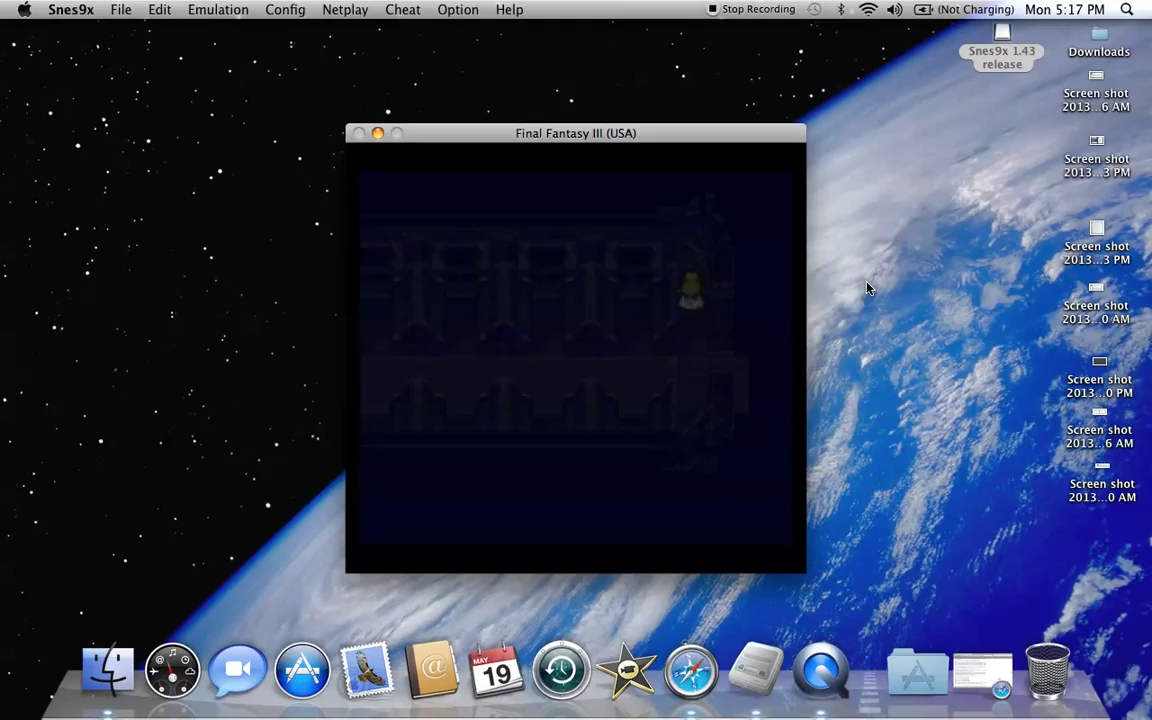 Snes9x File Edit Emulation Config Netplay Cheat Option Help Stop Recording (Not Charging) Mon 5:17 PM
Snes9x 1.43
release
Downloads
Screen shot
2013...6 AM
Screen shot
2013...3 PM
Final Fantasy III (USA)
Screen shot
2013...3 PM
Screen shot
2013...0 AM
Screen shot
2013...0 PM
Screen shot
2013...6 AM
Screen shot
2013...0 AM
MAY
19
@